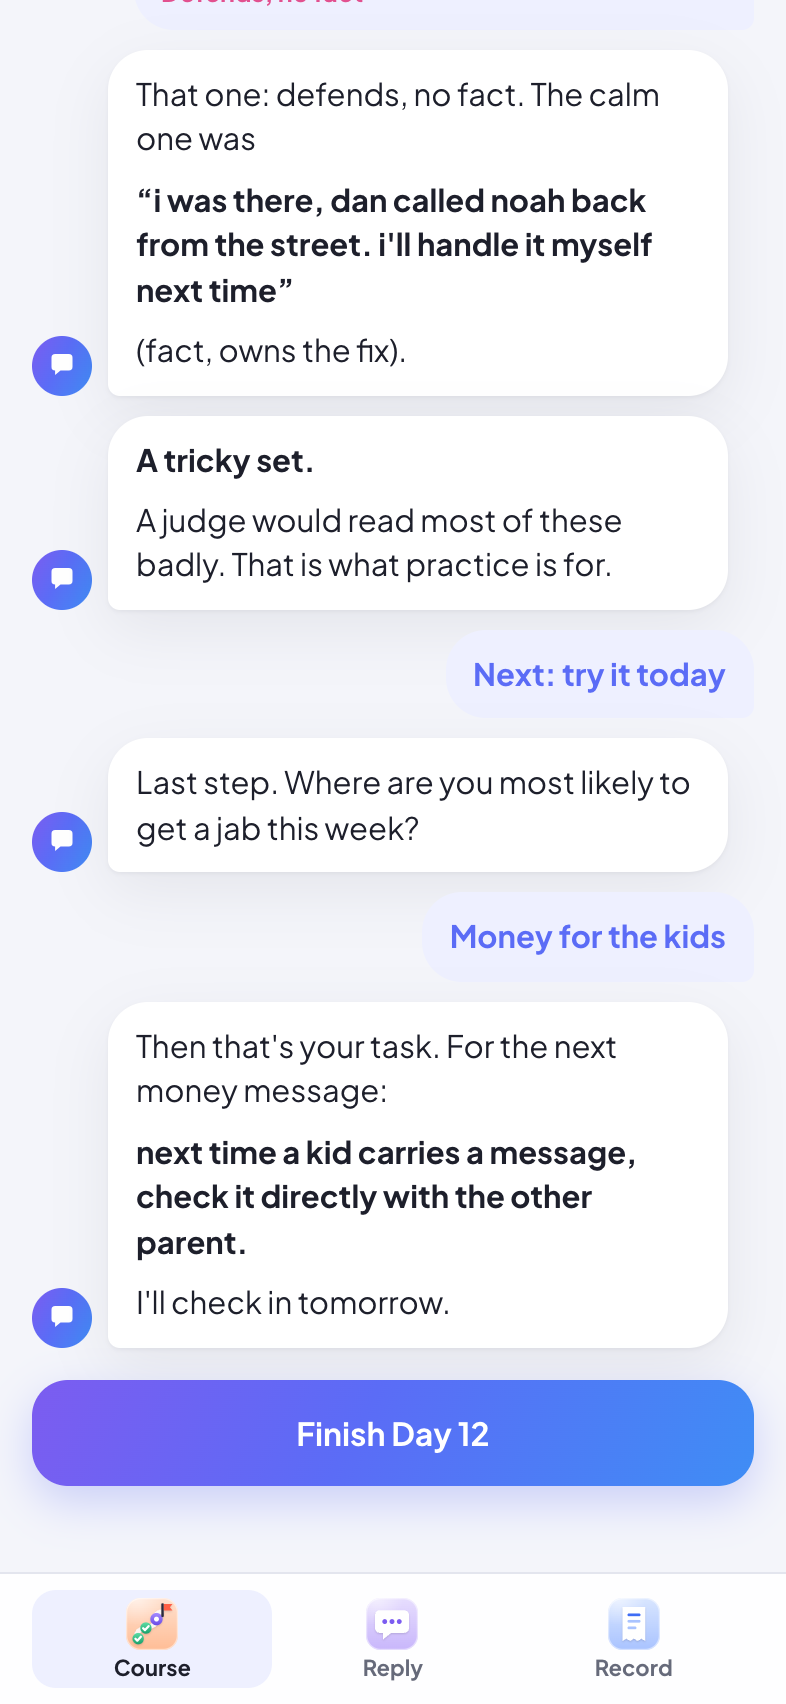 Defends, no fact
That one: defends, no fact. The calm
one was
“i was there, dan called noah back
from the street. i'll handle it myself
next time”
(fact, owns the fix).
A tricky set.
A judge would read most of these
badly. That is what practice is for.
Next: try it today
Last step. Where are you most likely to
get a jab this week?
Money for the kids
Then that's your task. For the next
money message:
next time a kid carries a message,
check it directly with the other
parent.
I'll check in tomorrow.
Finish Day 12
Course
Reply
Record